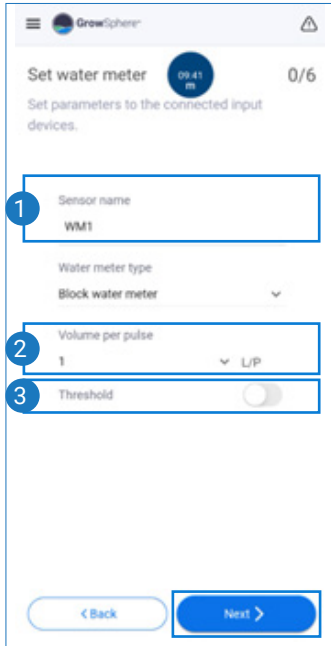 GrowSphere™
Set water meter
09:41
m
0/6
Set parameters to the connected input
devices.
1
Sensor name
WM1
Water meter type
Block water meter
2
Volume per pulse
1
L/P
3
Threshold
Back
Next